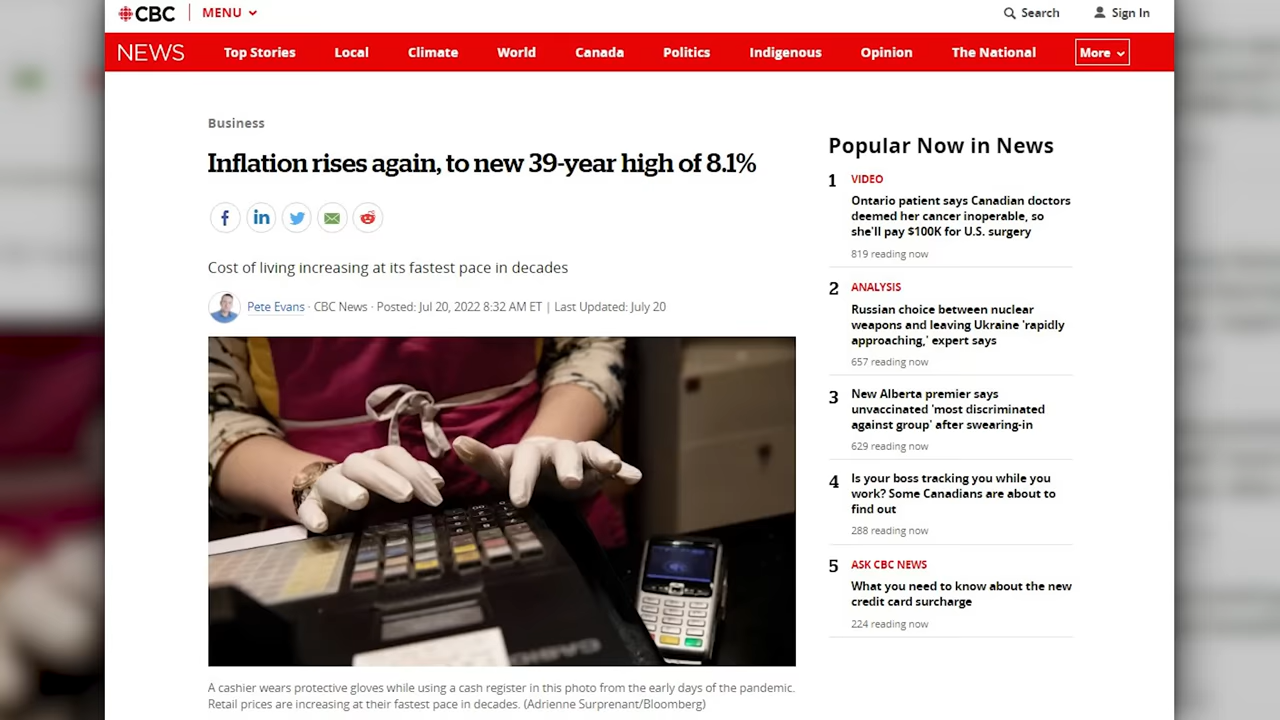 CBC MENU Search Sign In
NEWS Top Stories Local Climate World Canada Politics Indigenous Opinion The National More
Business
Inflation rises again, to new 39-year high of 8.1%
Cost of living increasing at its fastest pace in decades
Pete Evans · CBC News · Posted: Jul 20, 2022 8:32 AM ET | Last Updated: July 20
A cashier wears protective gloves while using a cash register in this photo from the early days of the pandemic.
Retail prices are increasing at their fastest pace in decades. (Adrienne Surprenant/Bloomberg)
Popular Now in News
1 VIDEO
Ontario patient says Canadian doctors
deemed her cancer inoperable, so
she'll pay $100K for U.S. surgery
819 reading now
2 ANALYSIS
Russian choice between nuclear
weapons and leaving Ukraine 'rapidly
approaching,' expert says
657 reading now
3 New Alberta premier says
unvaccinated 'most discriminated
against group' after swearing-in
629 reading now
4 Is your boss tracking you while you
work? Some Canadians are about to
find out
288 reading now
5 ASK CBC NEWS
What you need to know about the new
credit card surcharge
224 reading now